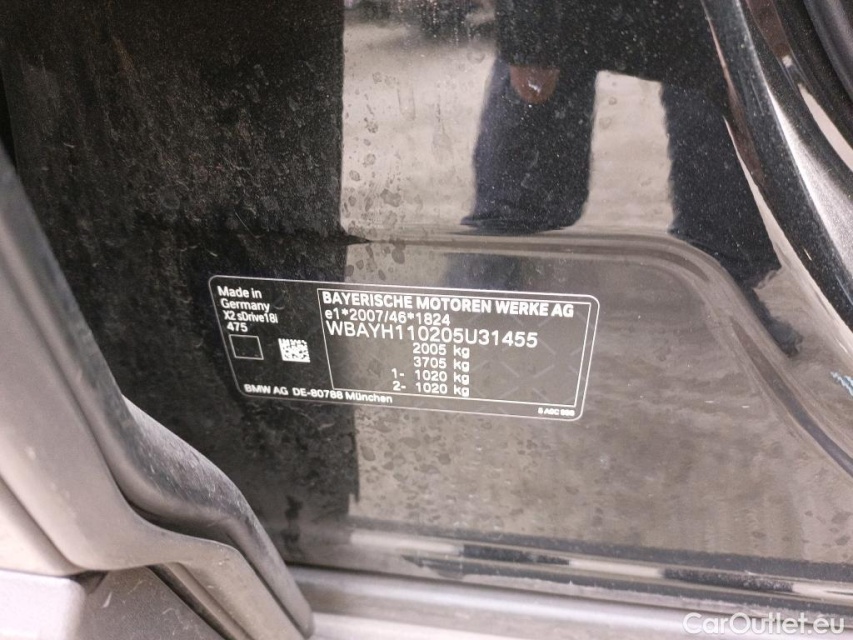 Made in
Germany
X2 sDrive18i
475
BAYERISCHE MOTOREN WERKE AG
e1*2007/46*1824
WBAYH110205U31455
2005 kg
3705 kg
1- 1020 kg
2- 1020 kg
BMW AG DE-80788 München
CarOutlet.eu